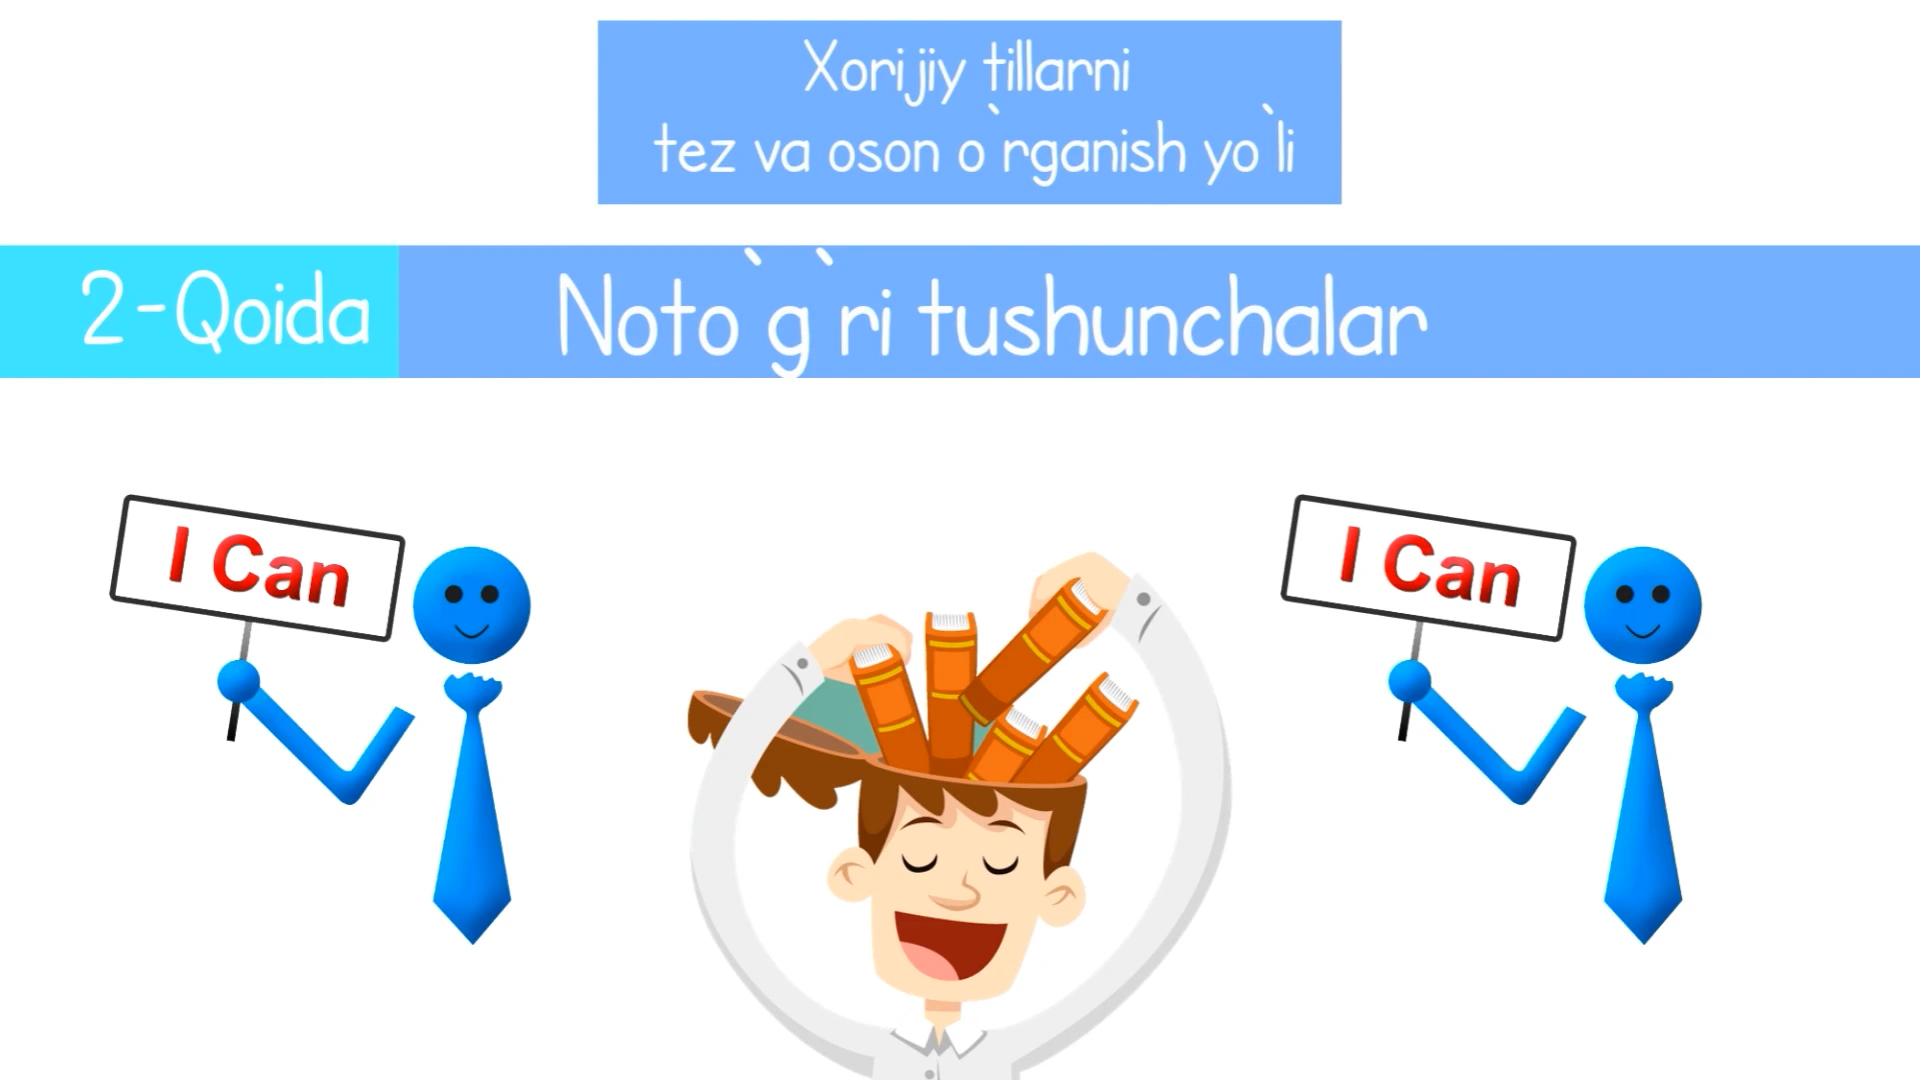 Xorijiy tillarni
tez va oson o`rganish yo`li
2-Qoida
Noto`g`ri tushunchalar
I Can
I Can